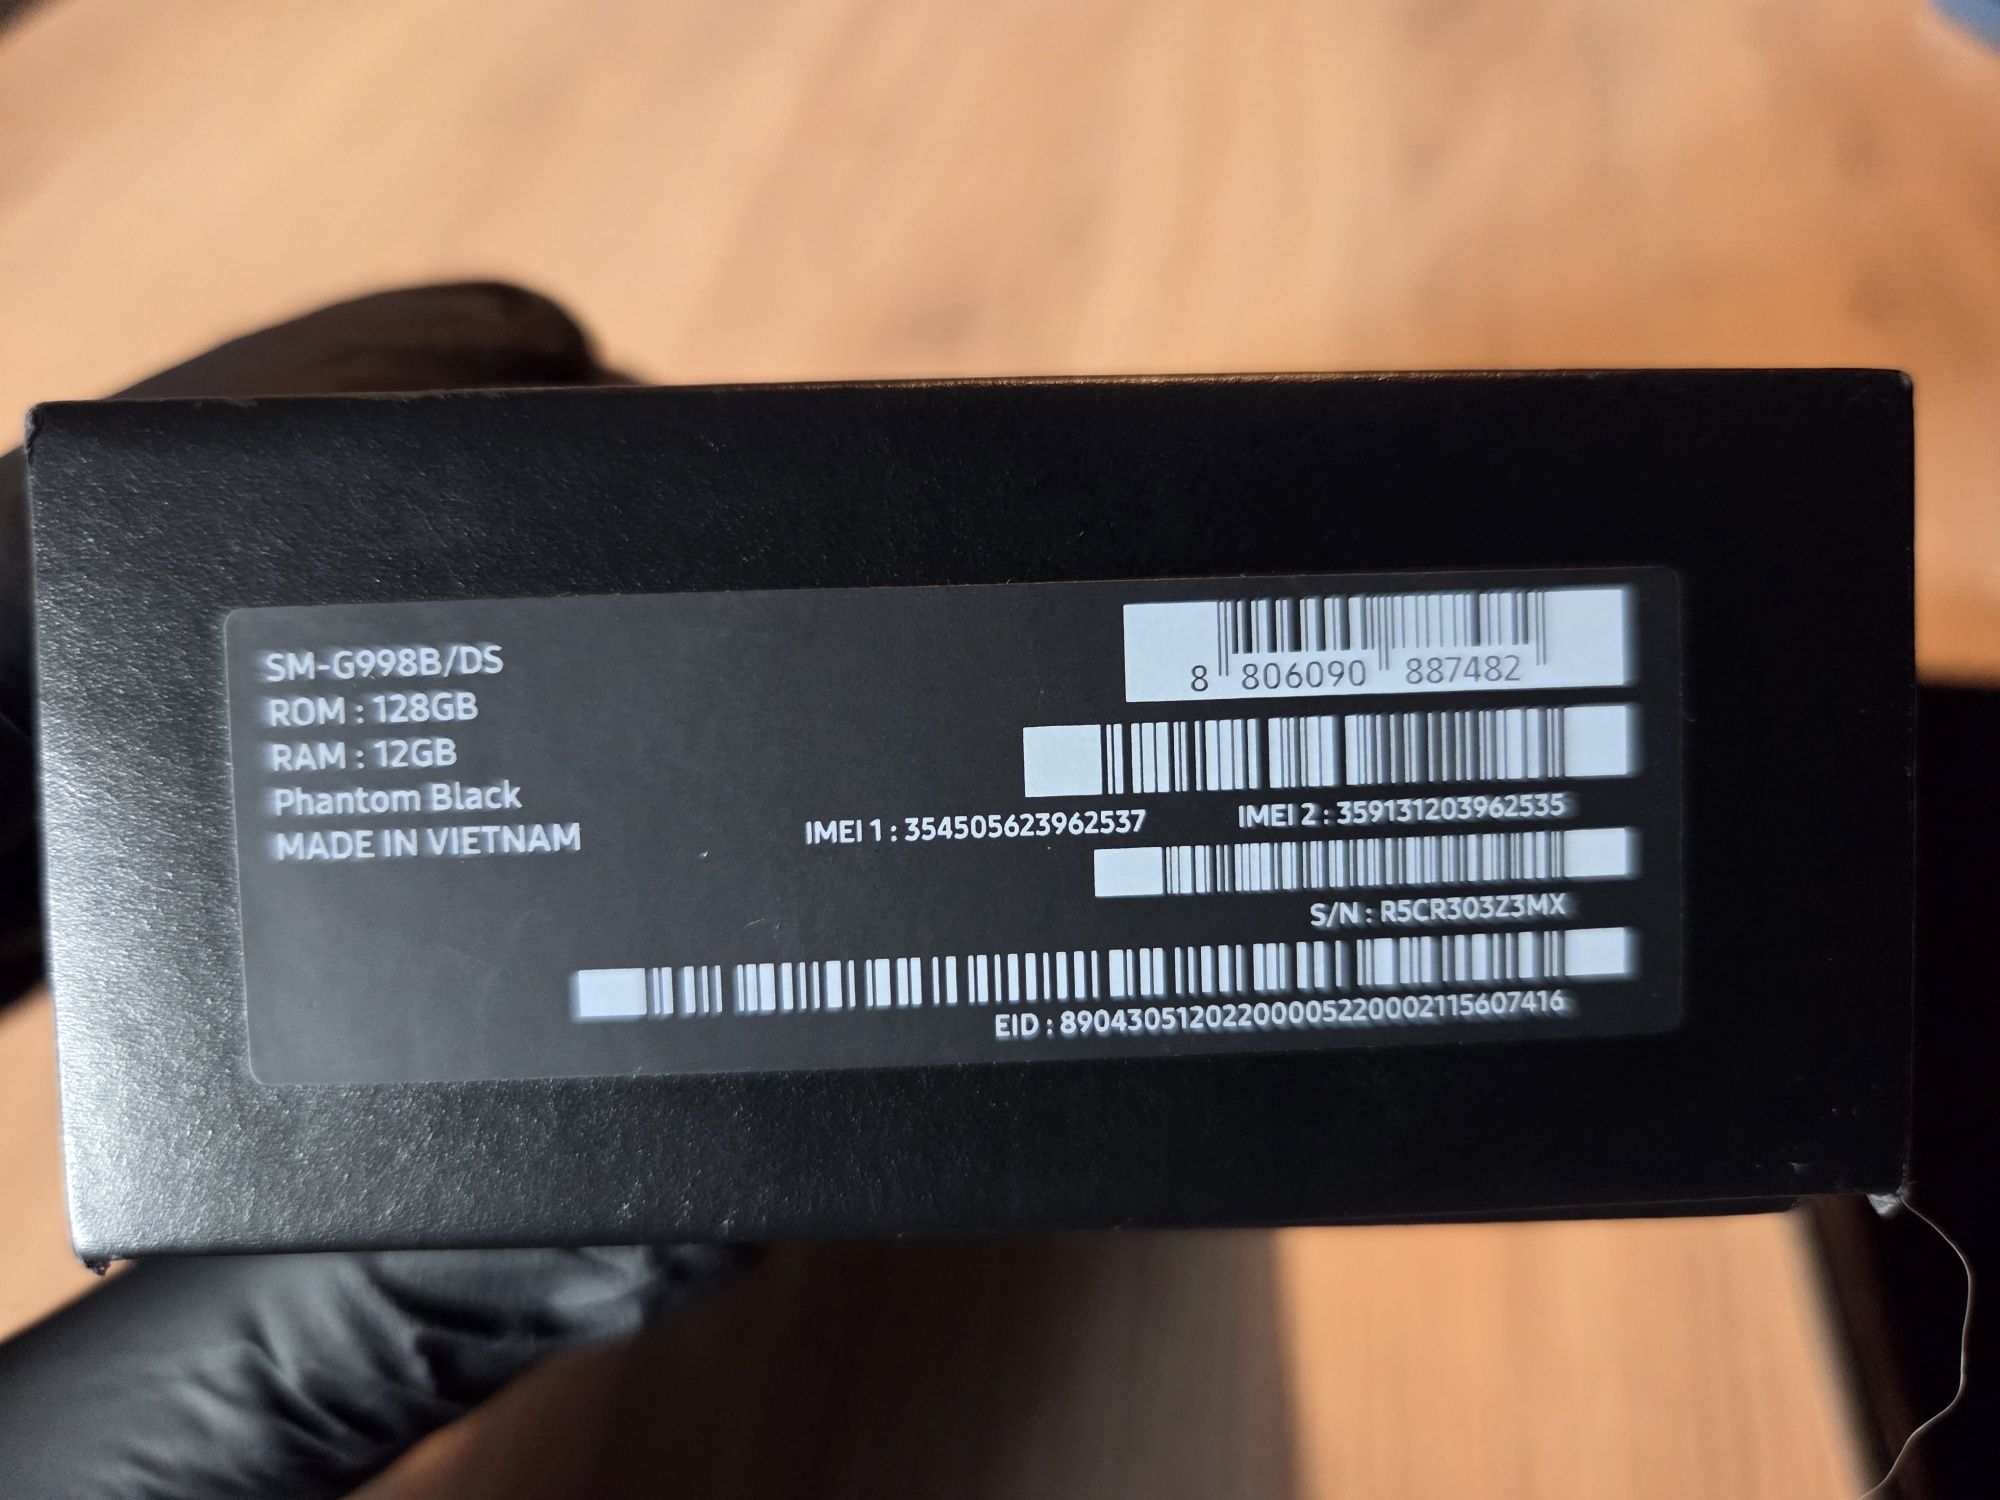 SM-G998B/DS
ROM : 128GB
RAM : 12GB
Phantom Black
MADE IN VIETNAM
8 806090 887482
IMEI 1 : 354505623962537 IMEI 2 : 359131203962535
S/N : R5CR303Z3MX
EID : 89043051202200005220002115607416